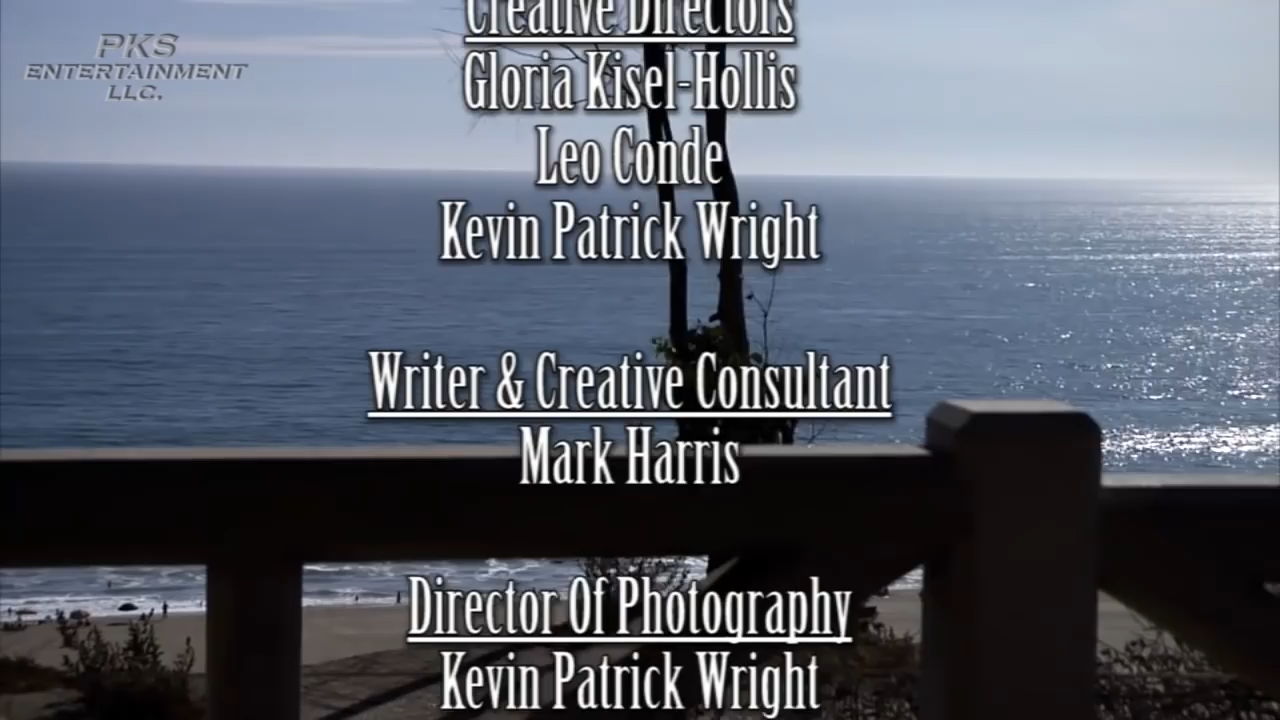 PKS
ENTERTAINMENT
LLC.
Creative Directors
Gloria Kisel-Hollis
Leo Conde
Kevin Patrick Wright
Writer & Creative Consultant
Mark Harris
Director Of Photography
Kevin Patrick Wright